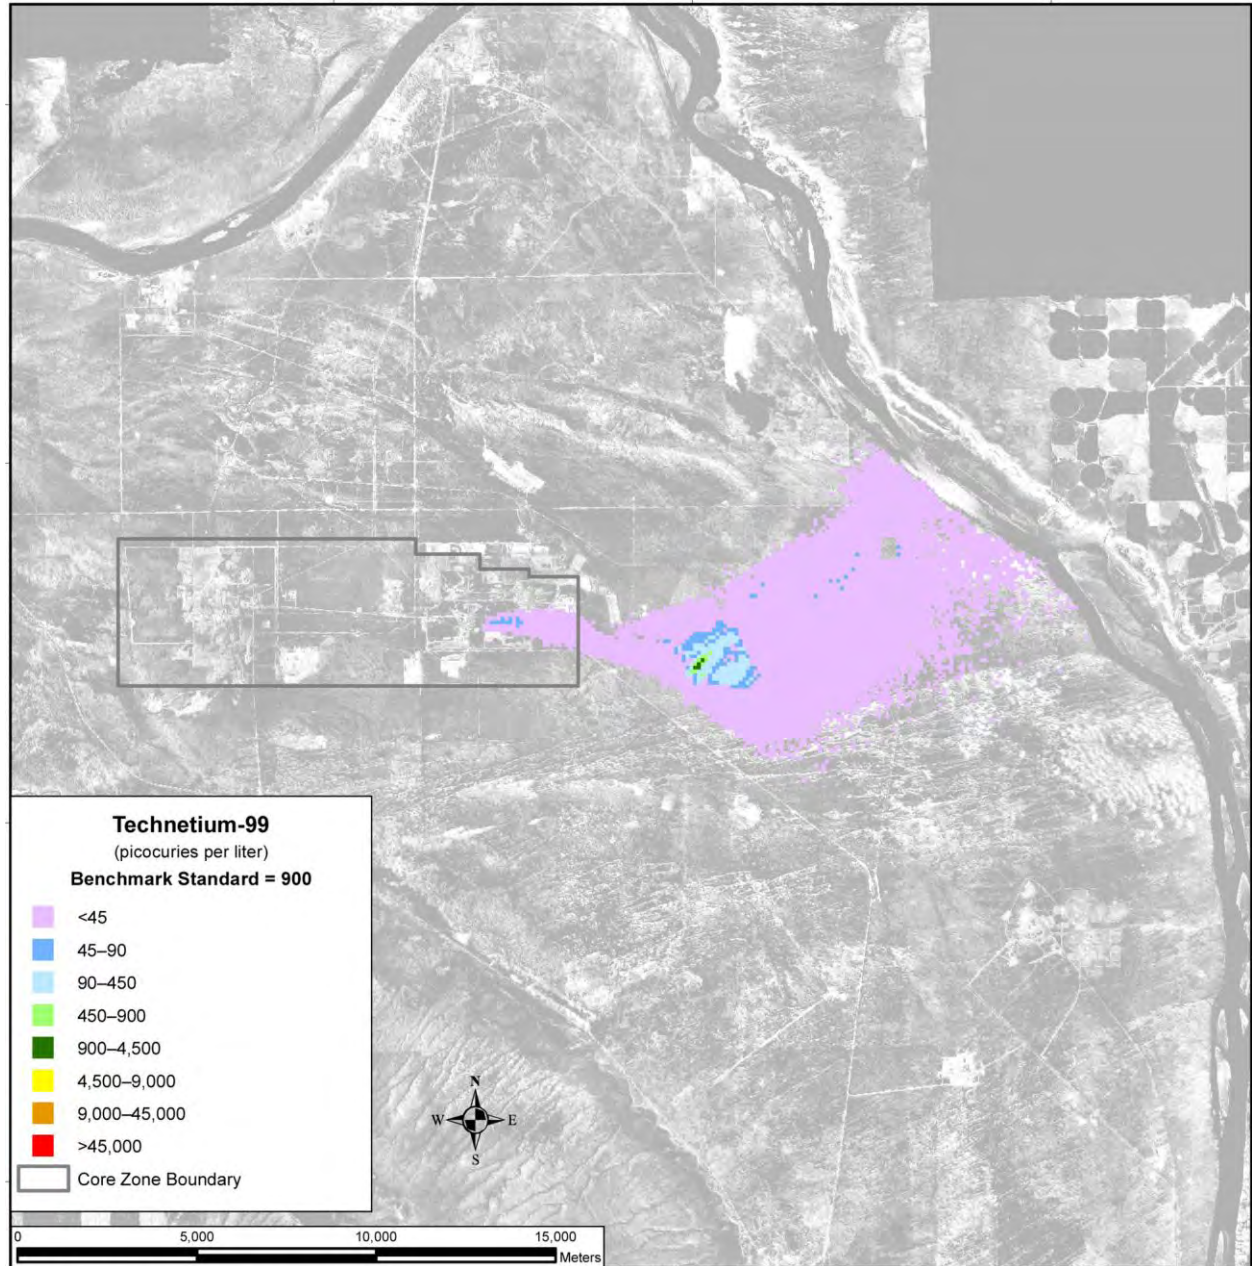 Technetium-99
(picocuries per liter)
Benchmark Standard = 900
<45
45–90
90–450
450–900
900–4,500
4,500–9,000
9,000–45,000
>45,000
Core Zone Boundary
N
W E
S
0 5,000 10,000 15,000
Meters